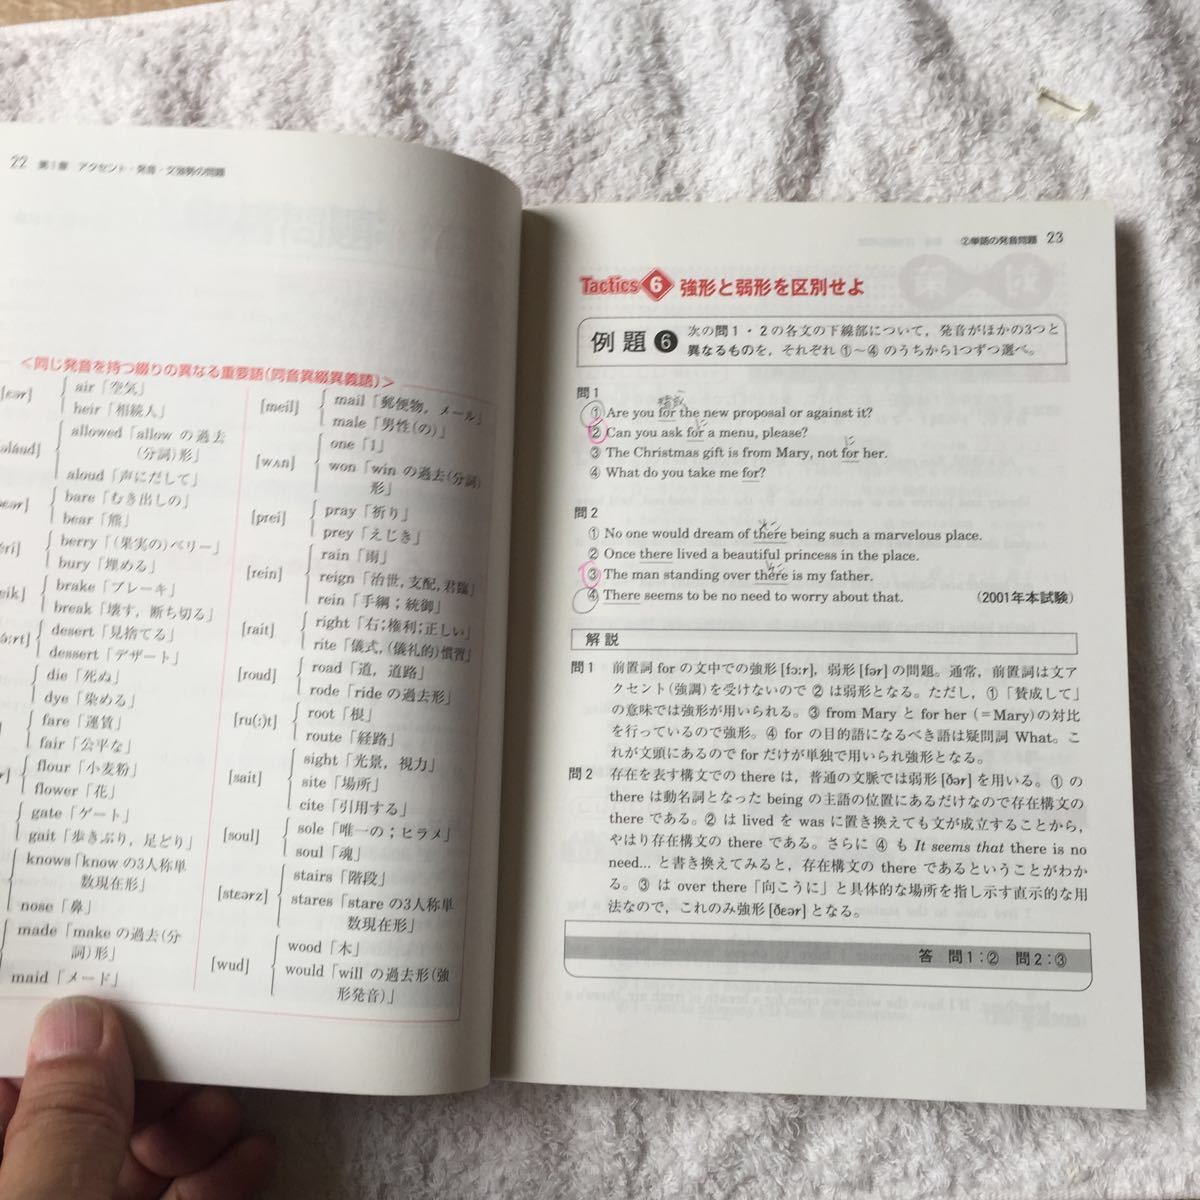 22 第1章 アクセント・発音・文強勢の問題
<同じ発音を持つ綴りの異なる重要語(同音異綴異義語)>
air「空気」
heir「相続人」
allowed「allow の過去
(分詞)形」
aloud「声にだして」
bare「むき出しの」
bear「熊」
berry「(果実の)ベリー」
bury「埋める」
brake「ブレーキ」
break「壊す，断ち切る」
desert「見捨てる」
dessert「デザート」
die「死ぬ」
dye「染める」
fare「運賃」
fair「公平な」
flour「小麦粉」
flower「花」
gate「ゲート」
gait「歩きぶり，足どり」
knows「know の3人称単
数現在形」
nose「鼻」
made「make の過去(分
詞)形」
maid「メード」
[meil]
mail「郵便物，メール」
male「男性(の)」
[wʌn]
one「1」
won「win の過去(分詞)
形」
[prei]
pray「祈り」
prey「えじき」
[rein]
rain「雨」
reign「治世，支配，君臨」
rein「手綱；統御」
[rait]
right「右；権利；正しい」
rite「儀式，(儀礼的)慣習」
[roud]
road「道，道路」
rode「ride の過去形」
[ru(:)t]
root「根」
route「経路」
[sait]
sight「光景，視力」
site「場所」
cite「引用する」
[soul]
sole「唯一の；ヒラメ」
soul「魂」
[steərz]
stairs「階段」
stares「stare の3人称単
数現在形」
[wud]
wood「木」
would「will の過去形(強
形発音)」
②単語の発音問題 23
Tactics 6 強形と弱形を区別せよ
例題 6 次の問1・2の各文の下線部について，発音がほかの3つと
異なるものを，それぞれ①〜④のうちから1つずつ選べ。
問1
① Are you for the new proposal or against it?
② Can you ask for a menu, please?
③ The Christmas gift is from Mary, not for her.
④ What do you take me for?
問2
① No one would dream of there being such a marvelous place.
② Once there lived a beautiful princess in the place.
③ The man standing over there is my father.
④ There seems to be no need to worry about that. (2001年本試験)
解説
問1 前置詞 for の文中での強形[fɔːr]，弱形[fər]の問題。通常，前置詞は文ア
クセント(強調)を受けないので②は弱形となる。ただし，①「賛成して」
の意味では強形が用いられる。③ from Mary と for her (＝Mary)の対比
を行っているので強形。④ for の目的語になるべき語は疑問詞 What。こ
れが文頭にあるので for だけが単独で用いられ強形となる。
問2 存在を表す構文での there は，普通の文脈では弱形[ðər]を用いる。①の
there は動名詞となった being の主語の位置にあるだけなので存在構文の
there である。②は lived を was に置き換えても文が成立することから，
やはり存在構文の there である。さらに④も It seems that there is no
need... と書き換えてみると，存在構文の there であるということがわか
る。③は over there「向こうに」と具体的な場所を指し示す直示的な用
法なので，これのみ強形[ðeər]となる。
答 問1：② 問2：③